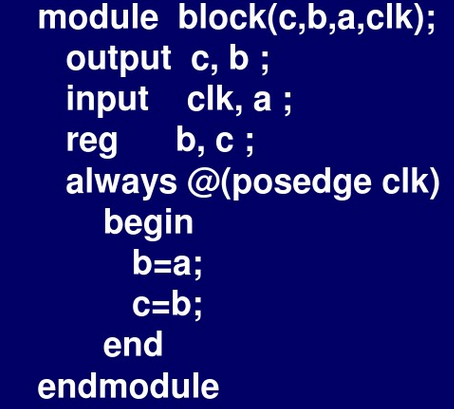 module block(c,b,a,clk);
output c, b ;
input clk, a ;
reg b, c ;
always @(posedge clk)
begin
b=a;
c=b;
end
endmodule